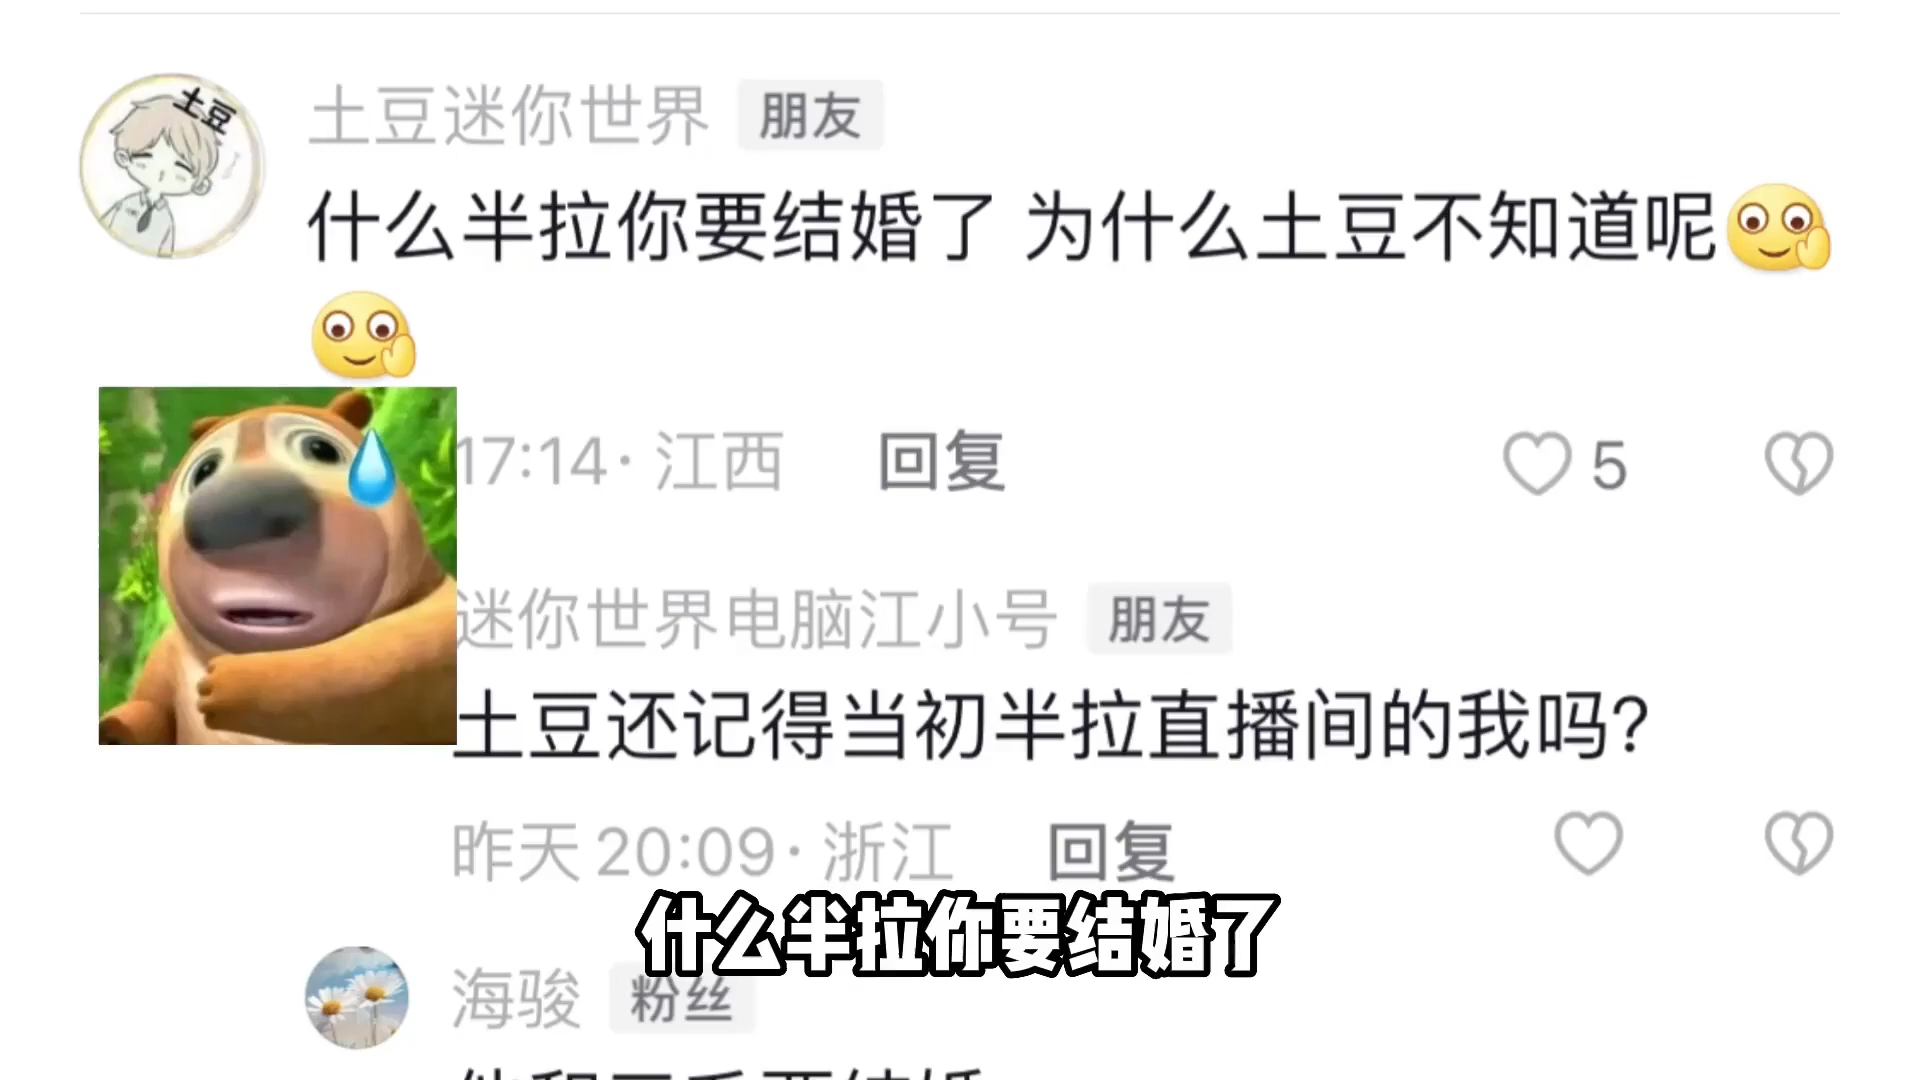 土豆
土豆迷你世界 朋友
什么半拉你要结婚了 为什么土豆不知道呢
17:14· 江西 回复 5
迷你世界电脑江小号 朋友
土豆还记得当初半拉直播间的我吗?
昨天20:09· 浙江 回复
什么半拉你要结婚了
海骏 粉丝